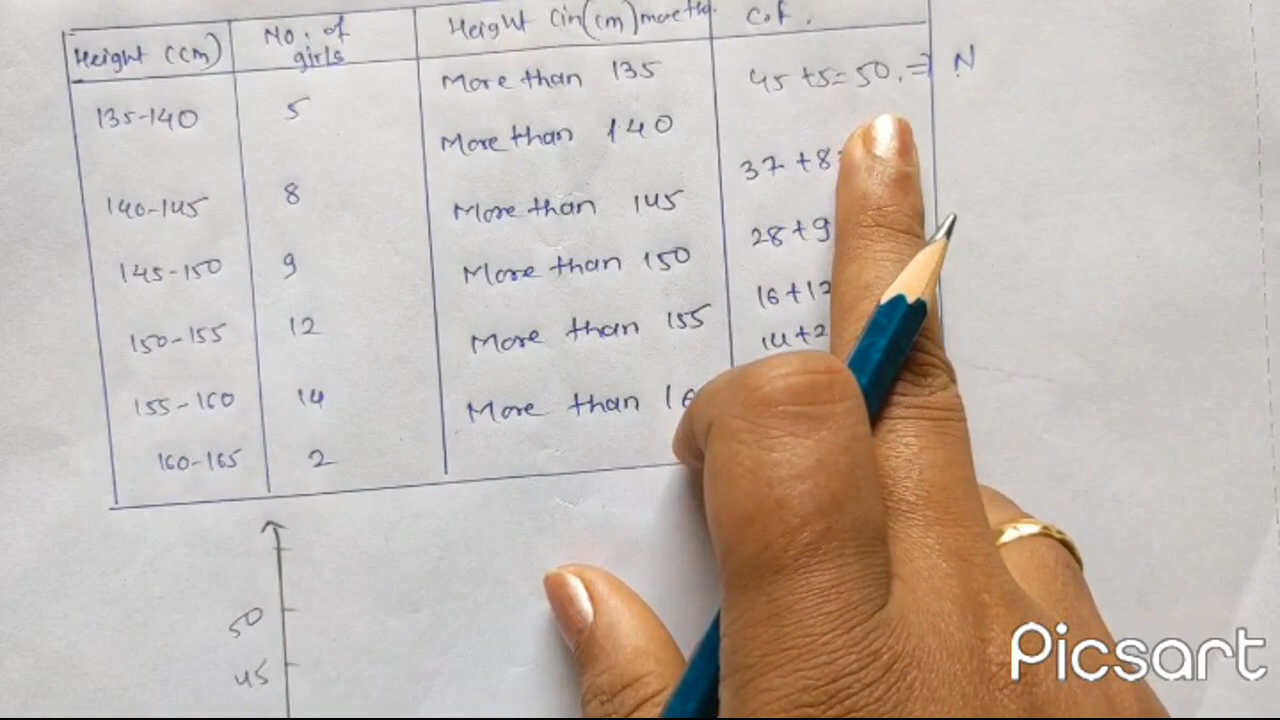 Height (cm) No. of girls Height (in(cm) more tha. C.f.
135-140 5 More than 135 45 +5= 50. ⇒ N
140-145 8 More than 140 37 +8=
145-150 9 More than 145 28+9
150-155 12 More than 150 16+12
155-160 14 More than 155 14+2
160-165 2 More than 16
50
45
Picsart